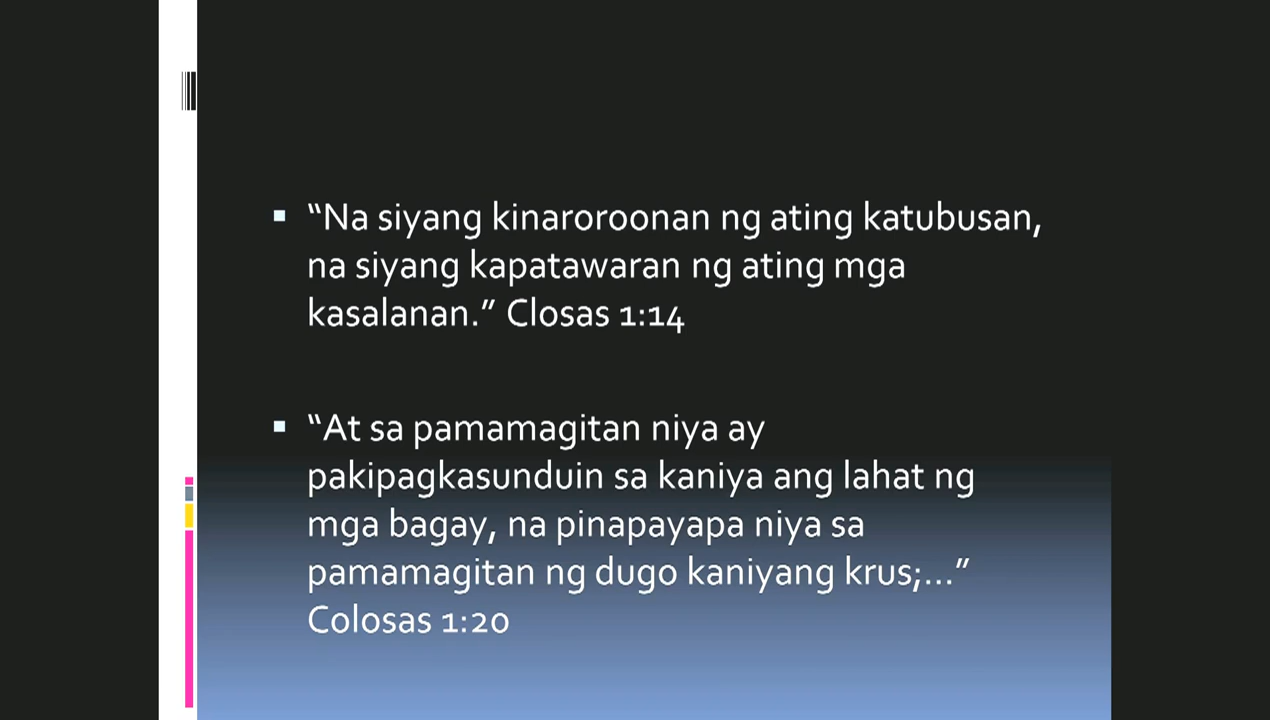 “Na siyang kinaroroonan ng ating katubusan,
na siyang kapatawaran ng ating mga
kasalanan.” Closas 1:14
“At sa pamamagitan niya ay
pakipagkasunduin sa kaniya ang lahat ng
mga bagay, na pinapayapa niya sa
pamamagitan ng dugo kaniyang krus;...”
Colosas 1:20